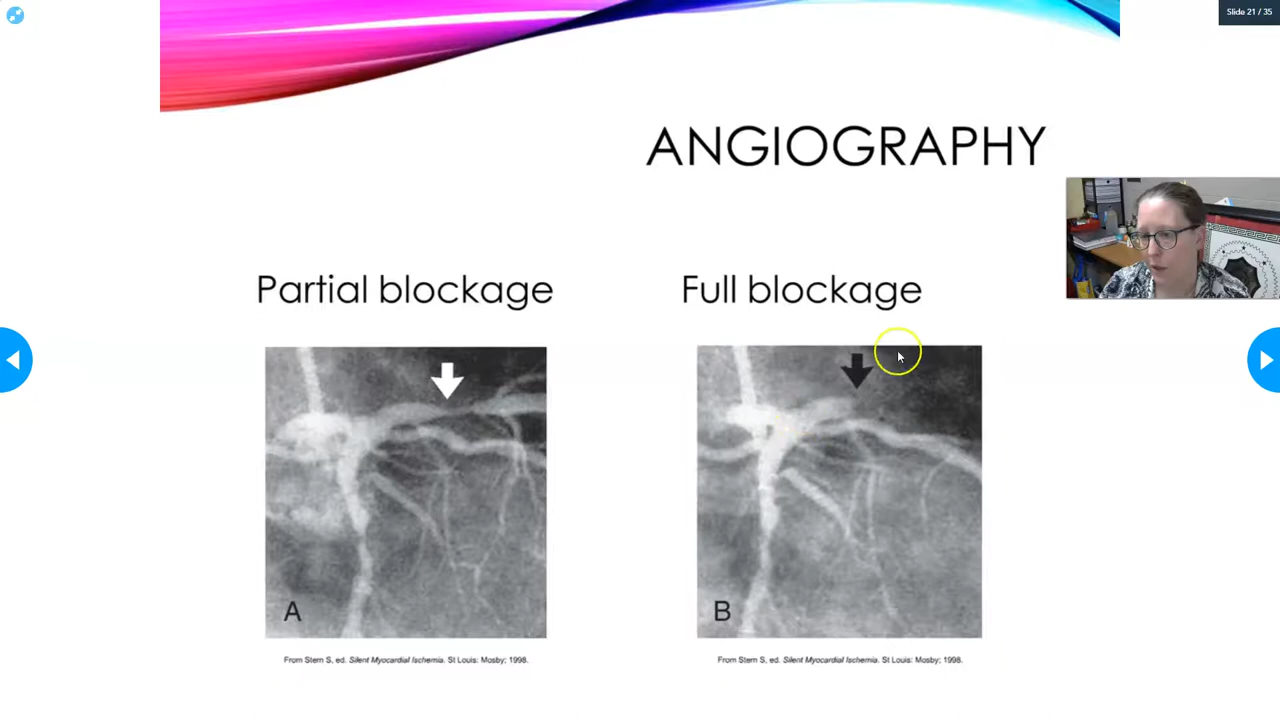 Slide 21 / 35
ANGIOGRAPHY
Partial blockage
Full blockage
A
B
From Stern S, ed. Silent Myocardial Ischemia. St Louis: Mosby; 1998.
From Stern S, ed. Silent Myocardial Ischemia. St Louis: Mosby; 1998.